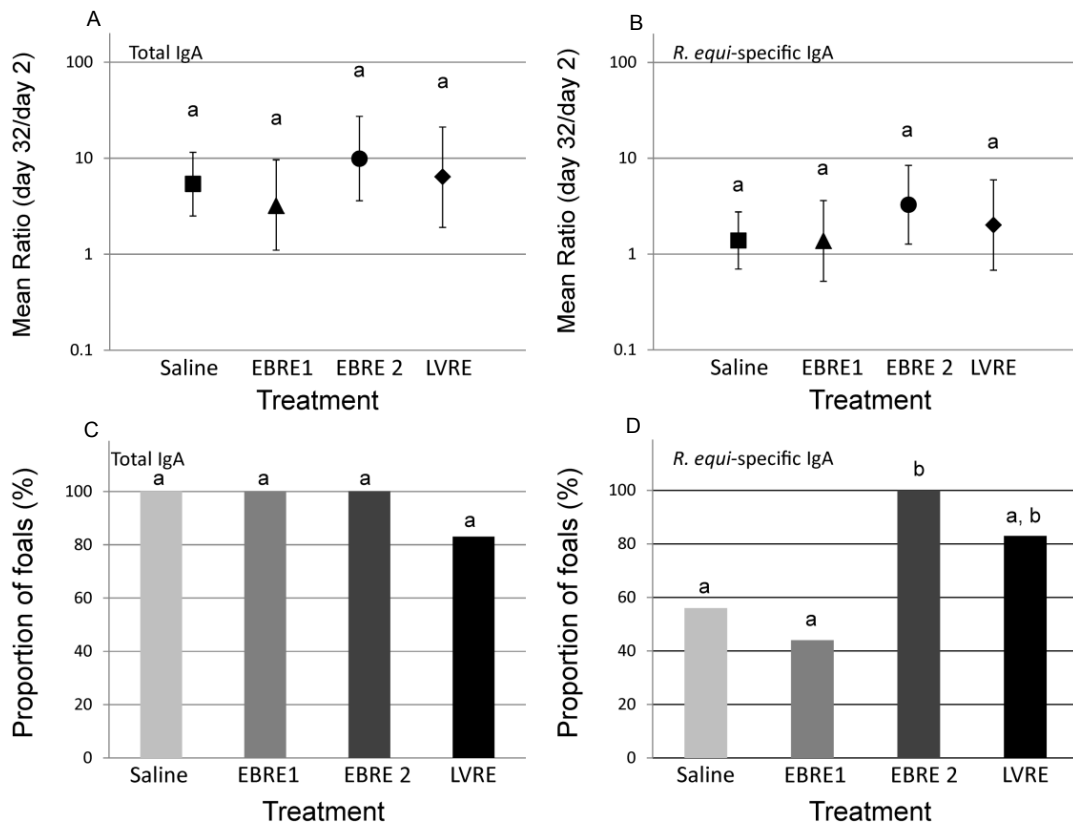 A
Total IgA
Mean Ratio (day 32/day 2)
100
10
1
0.1
a
a
a
a
Saline
EBRE1
EBRE 2
LVRE
Treatment
B
R. equi-specific IgA
Mean Ratio (day 32/day 2)
100
10
1
0.1
a
a
a
a
Saline
EBRE1
EBRE 2
LVRE
Treatment
C
Total IgA
Proportion of foals (%)
100
80
60
40
20
0
a
a
a
a
Saline
EBRE1
EBRE 2
LVRE
Treatment
D
R. equi-specific IgA
Proportion of foals (%)
100
80
60
40
20
0
a
a
b
a, b
Saline
EBRE1
EBRE 2
LVRE
Treatment